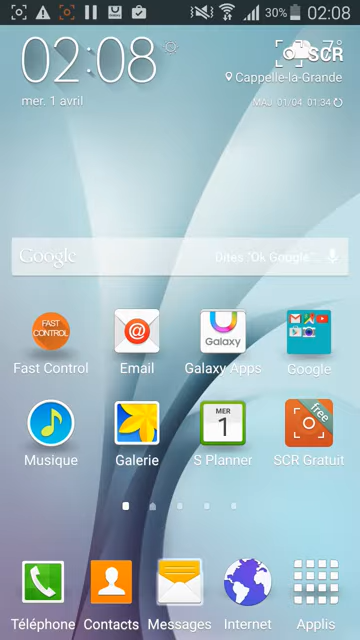 30% 02:08
02:08
7°
SCR
Cappelle-la-Grande
mer. 1 avril
MAJ 01/04 01:34
Google
Dites "Ok Google"...
FAST CONTROL
Galaxy
Fast Control
Email
Galaxy Apps
Google
MER
1
free
Musique
Galerie
S Planner
SCR Gratuit
Téléphone
Contacts
Messages
Internet
Applis